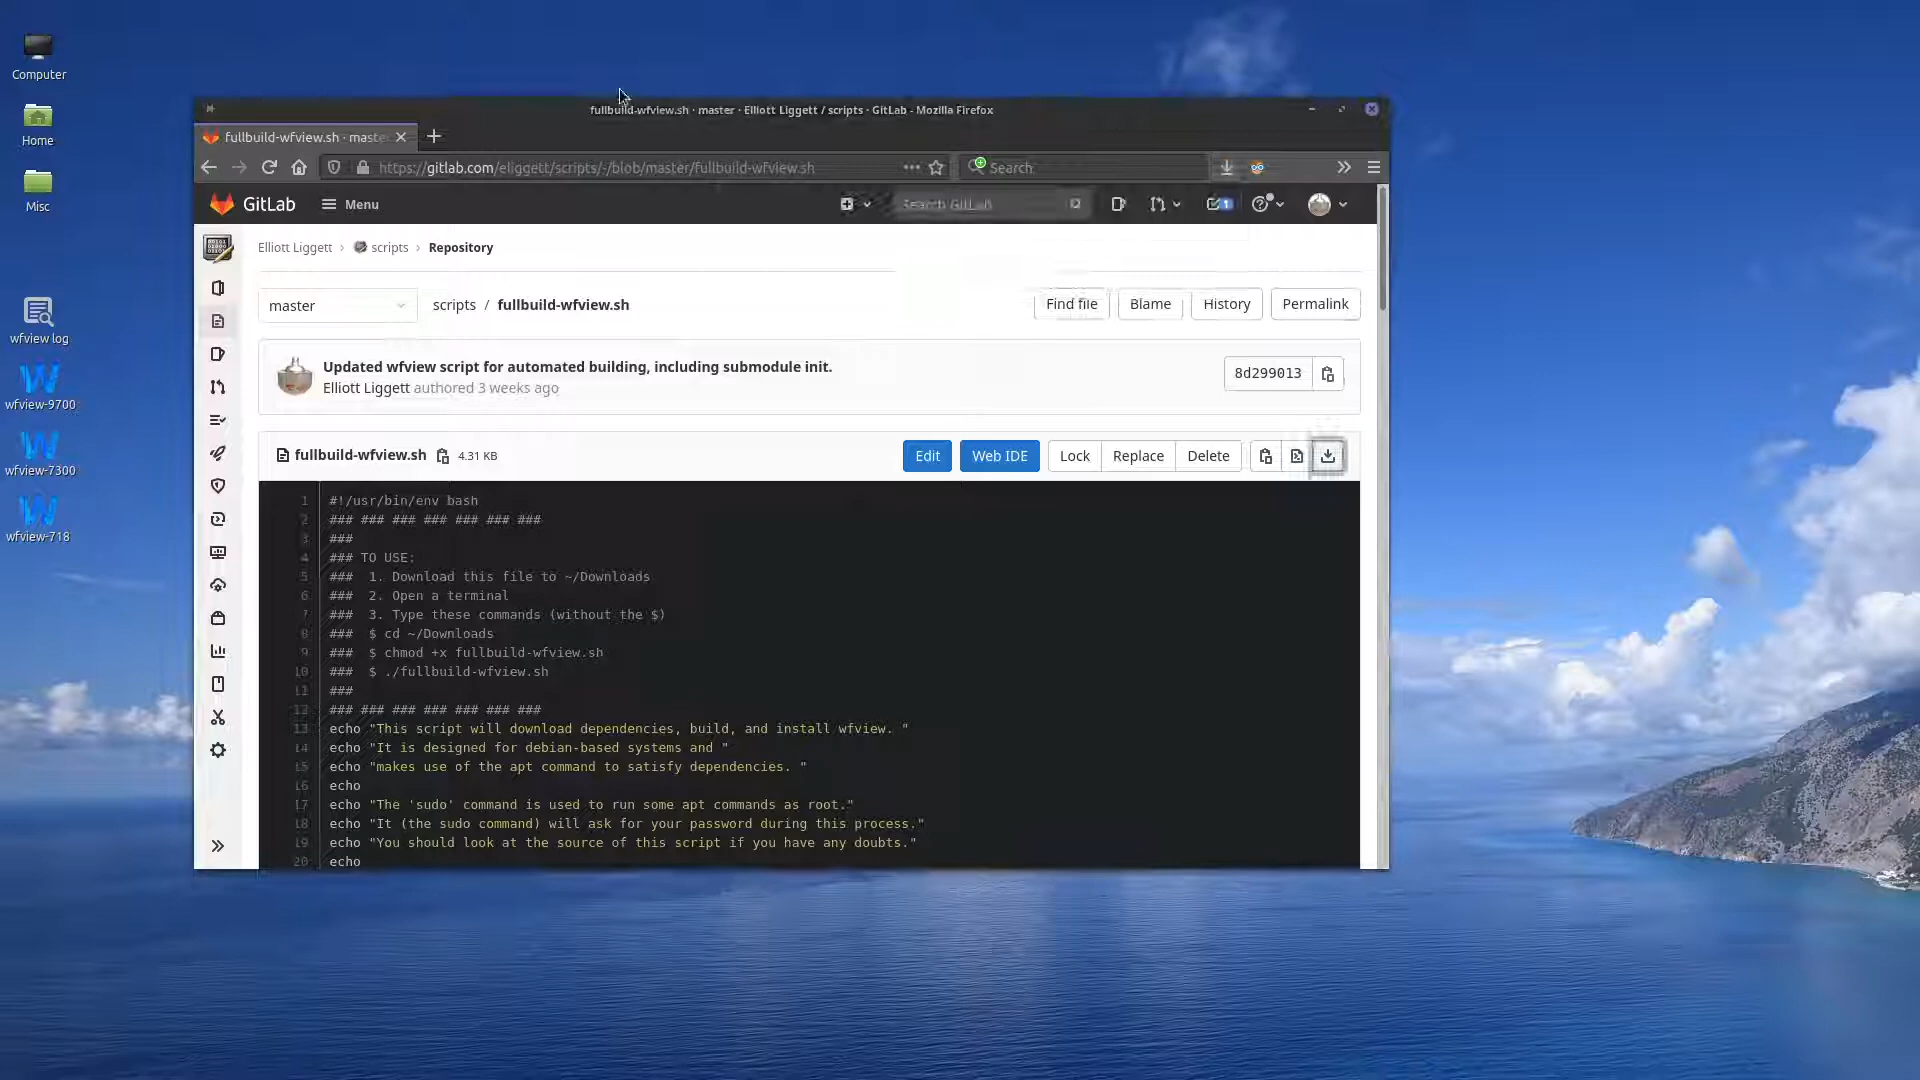 Computer
Home
Misc
wfview log
wfview-9700
wfview-7300
wfview-718
fullbuild-wfview.sh · master · Elliott Liggett / scripts · GitLab - Mozilla Firefox
fullbuild-wfview.sh · maste
https://gitlab.com/eliggett/scripts/-/blob/master/fullbuild-wfview.sh
Search
GitLab
Menu
Search GitLab
1
Elliott Liggett › scripts › Repository
master
scripts / fullbuild-wfview.sh
Find file
Blame
History
Permalink
Updated wfview script for automated building, including submodule init.
Elliott Liggett authored 3 weeks ago
8d299013
fullbuild-wfview.sh 4.31 KB
Edit
Web IDE
Lock
Replace
Delete
1 #!/usr/bin/env bash
2 ### ### ### ### ### ### ###
3 ###
4 ### TO USE:
5 ###  1. Download this file to ~/Downloads
6 ###  2. Open a terminal
7 ###  3. Type these commands (without the $)
8 ###  $ cd ~/Downloads
9 ###  $ chmod +x fullbuild-wfview.sh
10 ###  $ ./fullbuild-wfview.sh
11 ###
12 ### ### ### ### ### ### ###
13 echo "This script will download dependencies, build, and install wfview. "
14 echo "It is designed for debian-based systems and "
15 echo "makes use of the apt command to satisfy dependencies. "
16 echo
17 echo "The 'sudo' command is used to run some apt commands as root."
18 echo "It (the sudo command) will ask for your password during this process."
19 echo "You should look at the source of this script if you have any doubts."
20 echo